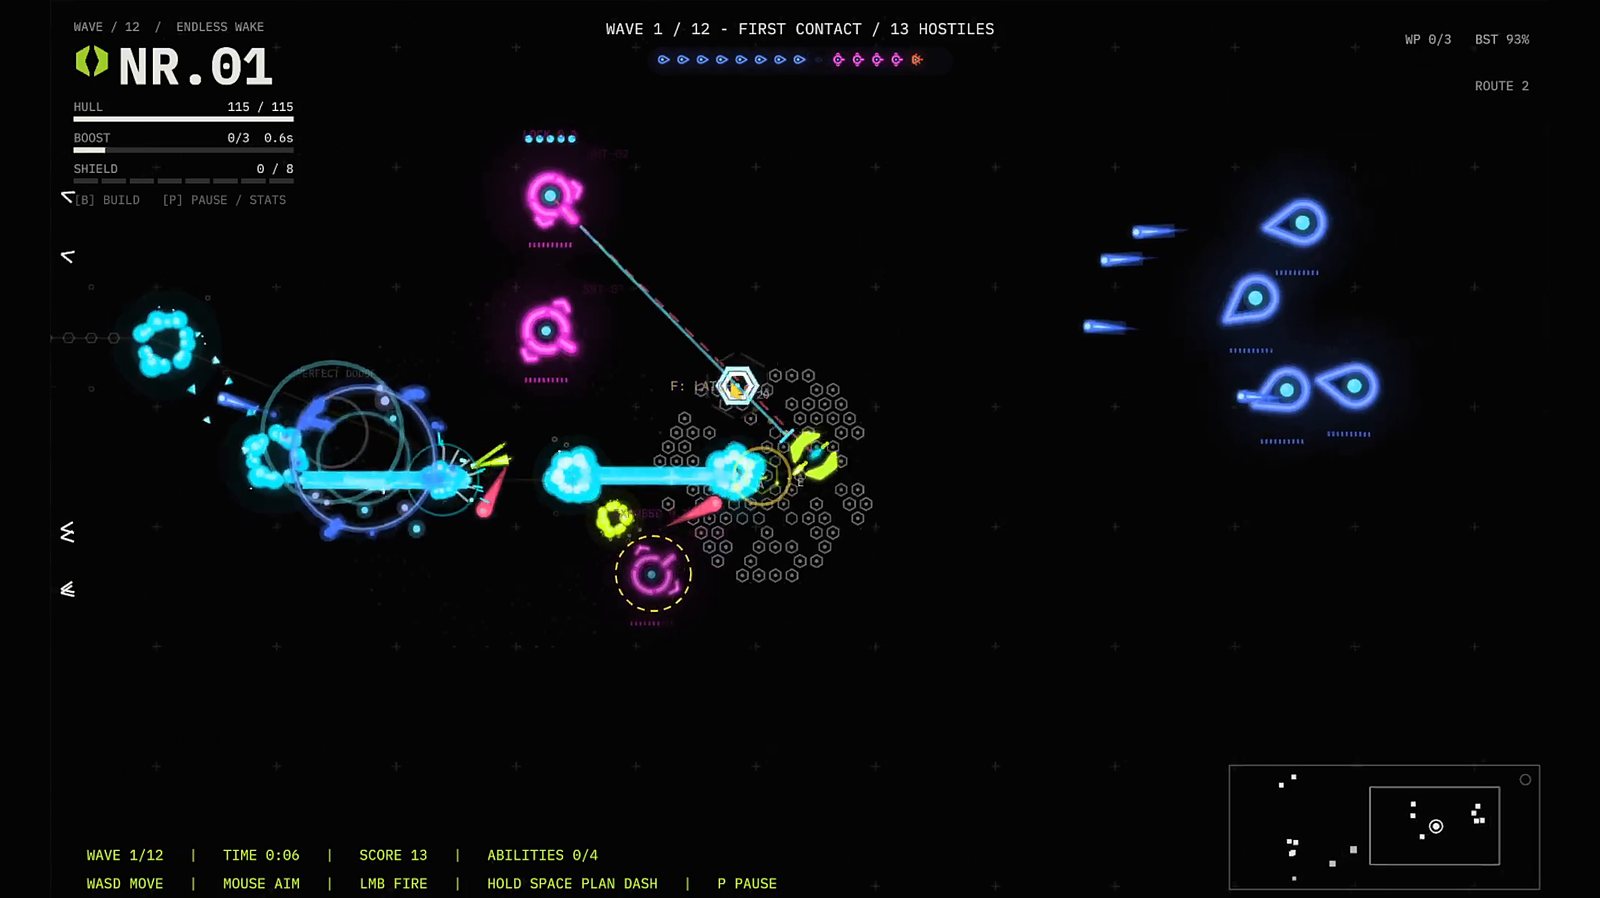 WAVE / 12 / ENDLESS WAKE
NR.01
HULL 115 / 115
BOOST 0/3 0.6s
SHIELD 0 / 8
[B] BUILD [P] PAUSE / STATS
WAVE 1 / 12 - FIRST CONTACT / 13 HOSTILES
WP 0/3 BST 93%
ROUTE 2
PERFECT DODGE
F:
WAVE 1/12 | TIME 0:06 | SCORE 13 | ABILITIES 0/4
WASD MOVE | MOUSE AIM | LMB FIRE | HOLD SPACE PLAN DASH | P PAUSE